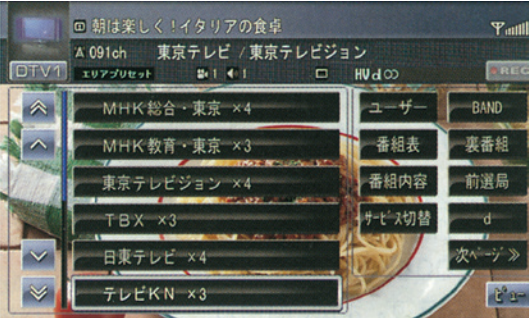 朝は楽しく!イタリアの食卓
091ch 東京テレビ / 東京テレビジョン
DTV1 エリアプリセット 1 1 HV d REC
MHK総合・東京 ×4 ユーザー BAND
MHK教育・東京 ×3 番組表 裏番組
東京テレビジョン ×4 番組内容 前選局
TBX ×3 サービス切替 d
日東テレビ ×4 次ページ
テレビKN ×3 ビュー